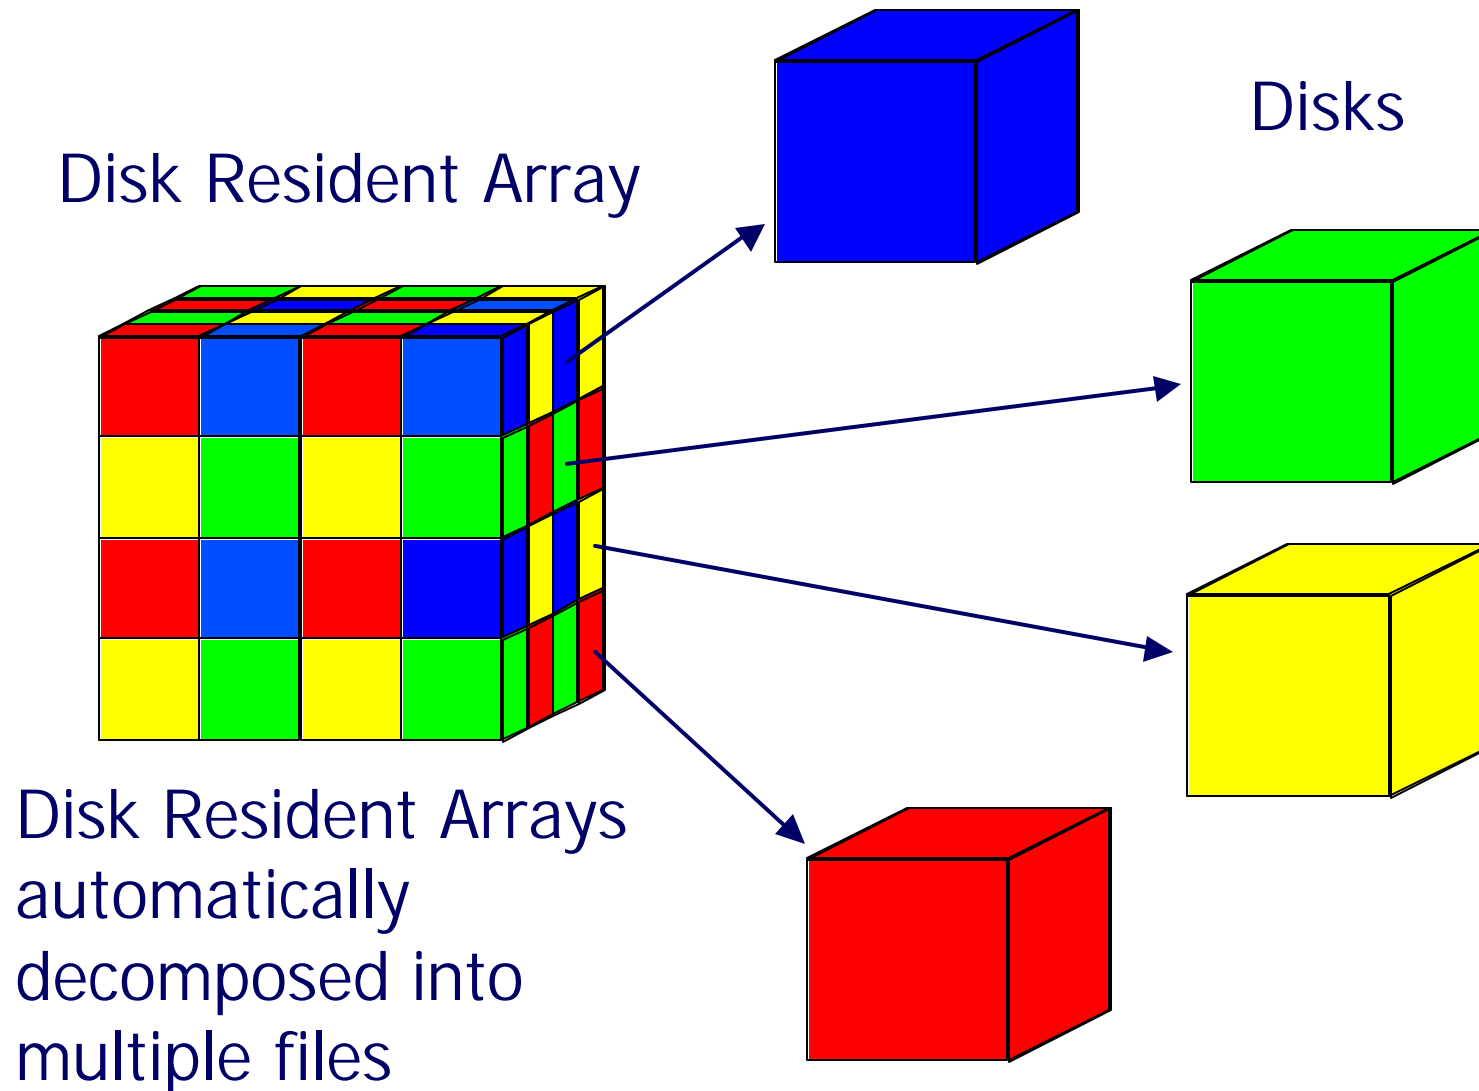 Disks
Disk Resident Array
Disk Resident Arrays
automatically
decomposed into
multiple files